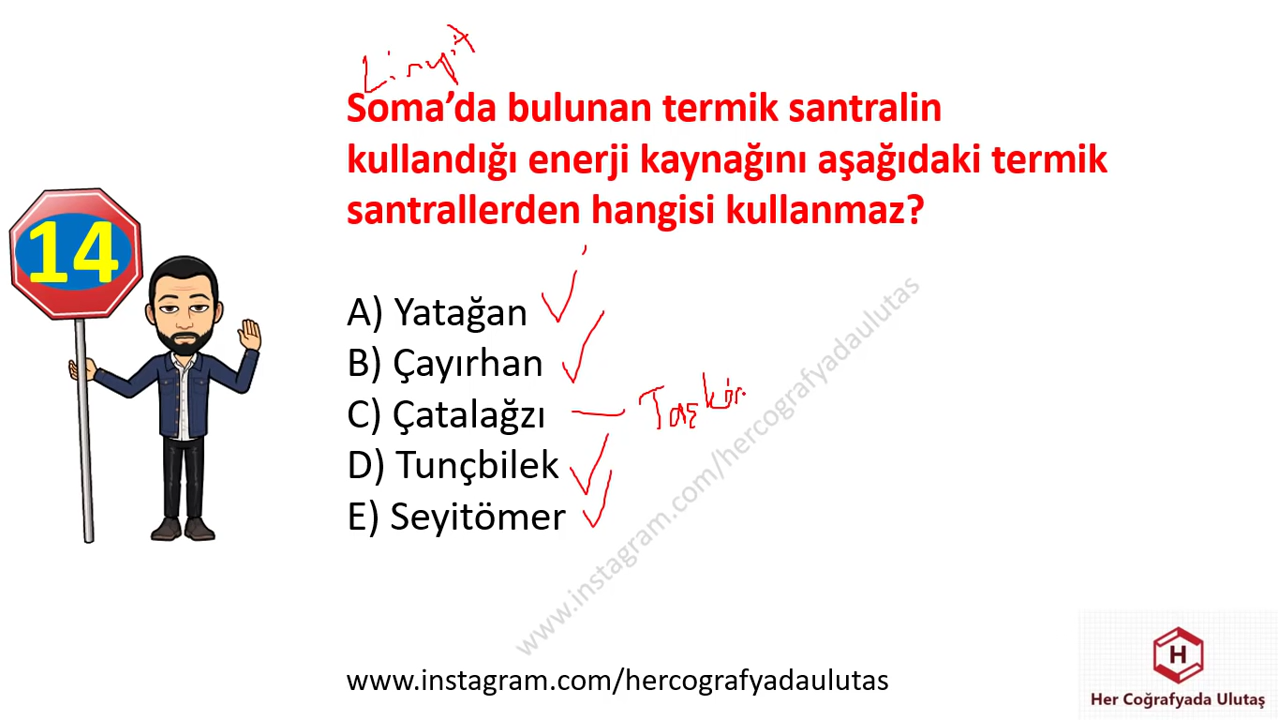 Linyit
Soma’da bulunan termik santralin
kullandığı enerji kaynağını aşağıdaki termik
santrallerden hangisi kullanmaz?
14
A) Yatağan
B) Çayırhan
C) Çatalağzı — Taşköm.
D) Tunçbilek
E) Seyitömer
www.instagram.com/hercografyadaulutas
www.instagram.com/hercografyadaulutas
H
Her Coğrafyada Ulutaş